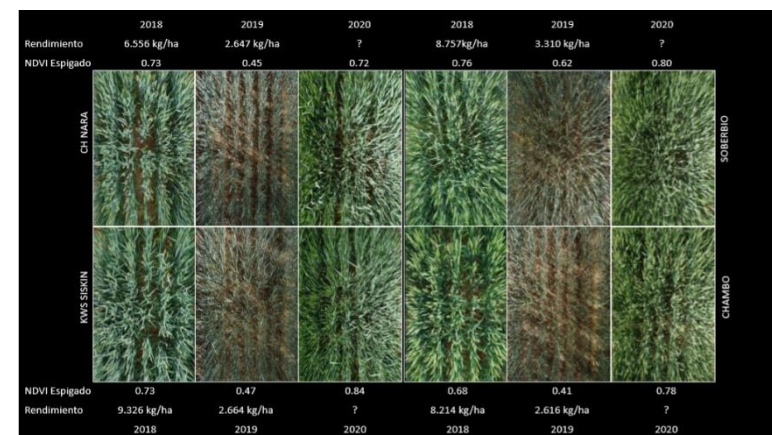 2018 2019 2020 2018 2019 2020
Rendimiento 6.556 kg/ha 2.647 kg/ha ? 8.757kg/ha 3.310 kg/ha ?
NDVI Espigado 0.73 0.45 0.72 0.76 0.62 0.80
CH NARA
SOBERBIO
KWS SISKIN
CHAMBO
NDVI Espigado 0.73 0.47 0.84 0.68 0.41 0.78
Rendimiento 9.326 kg/ha 2.664 kg/ha ? 8.214 kg/ha 2.616 kg/ha ?
2018 2019 2020 2018 2019 2020